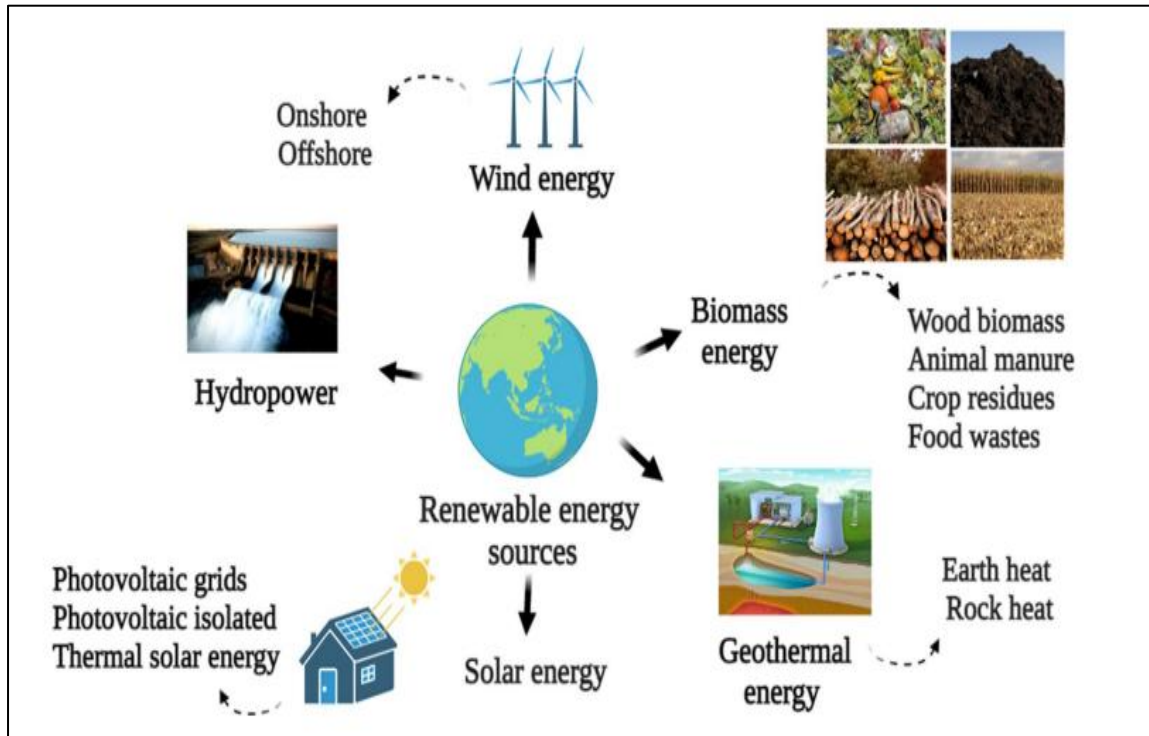 Onshore
Offshore
Wind energy
Hydropower
Biomass
energy
Wood biomass
Animal manure
Crop residues
Food wastes
Renewable energy
sources
Photovoltaic grids
Photovoltaic isolated
Thermal solar energy
Solar energy
Geothermal
energy
Earth heat
Rock heat